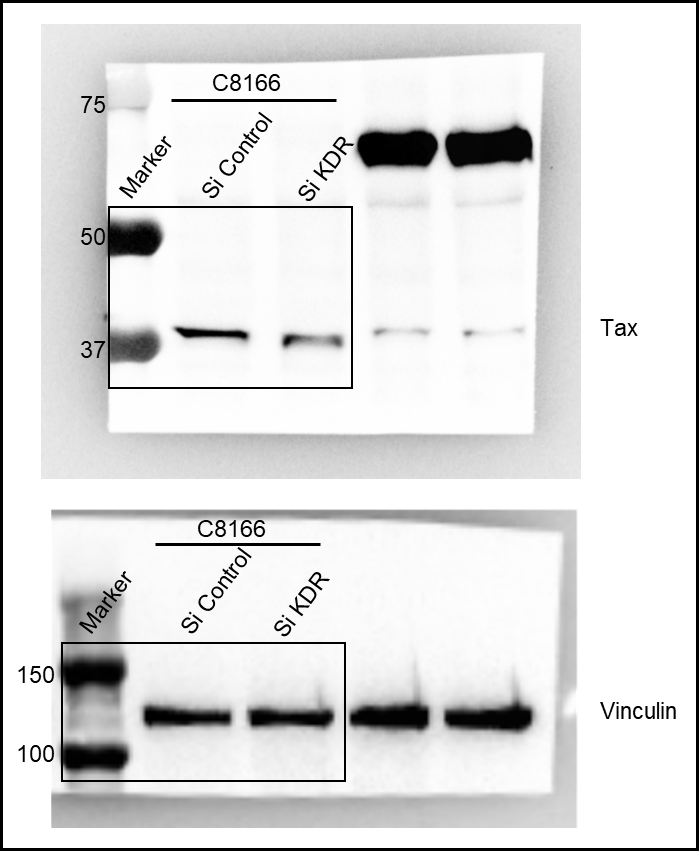 C8166
75
Marker
Si Control
Si KDR
50
37
Tax
C8166
Marker
Si Control
Si KDR
150
100
Vinculin